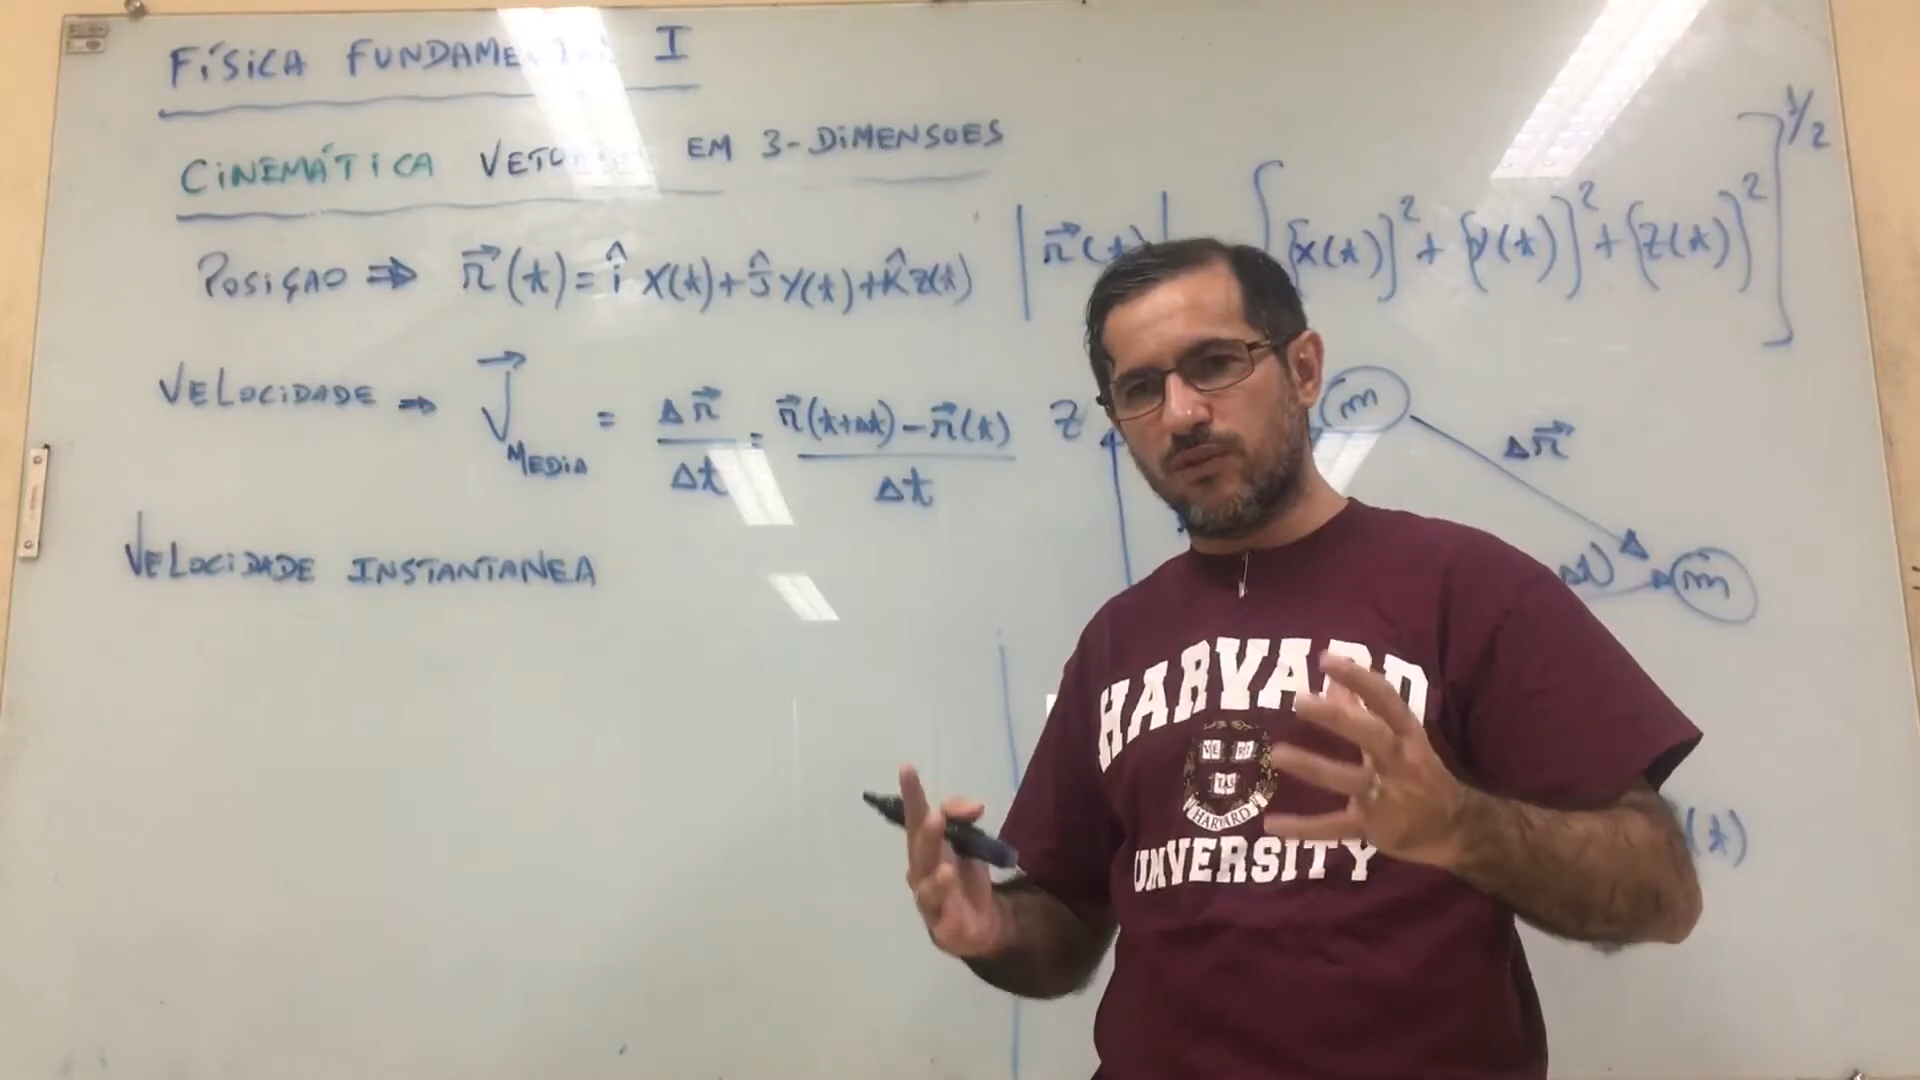 FÍSICA FUNDAMENTAL I
CINEMÁTICA VETORIAL EM 3-DIMENSOES
POSIÇAO ⇒ r⃗(t) = î X(t) + ĵ Y(t) + k̂ Z(t)
|r⃗(t)| [[X(t)]² + [Y(t)]² + [Z(t)]²]^1/2
VELOCIDADE ⇒ V⃗ MEDIA = Δr⃗/Δt = r⃗(t+Δt) - r⃗(t)/Δt
Z
m
Δr⃗
m
VELOCIDADE INSTANTANEA
(t)
HARVARD
VE RI
TAS
HARVARD
UNIVERSITY